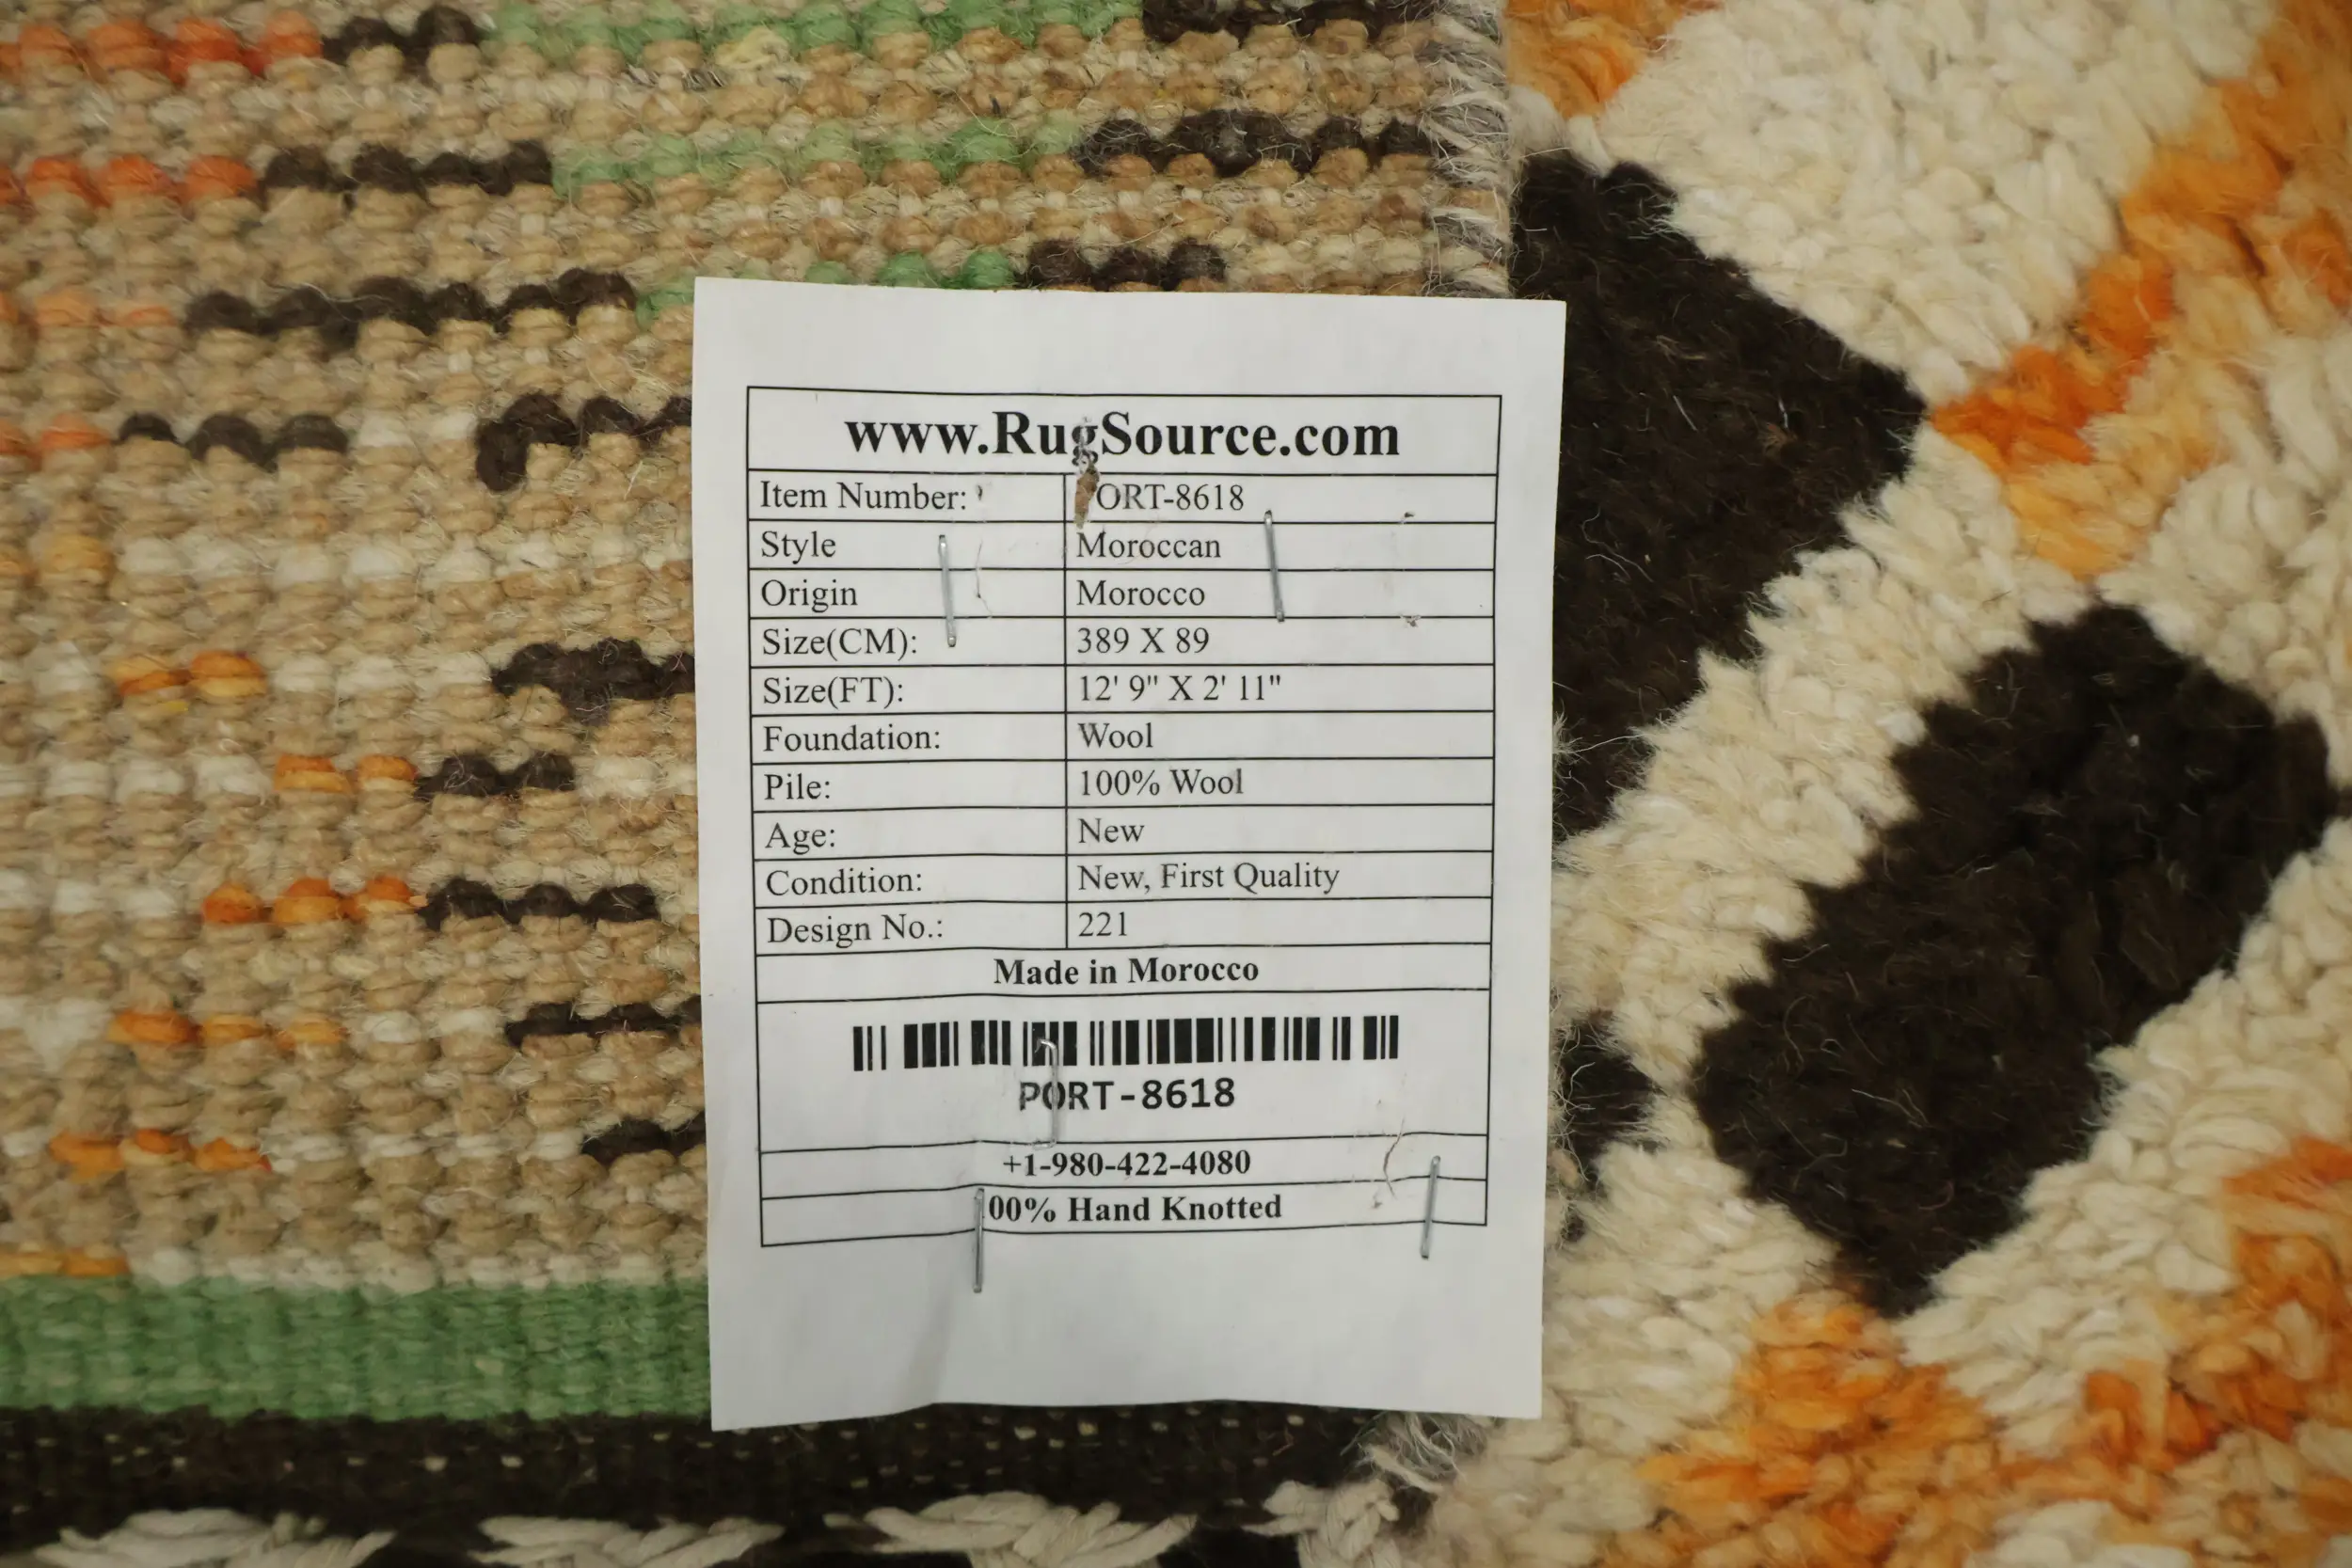 www.RugSource.com
Item Number: PORT-8618
Style Moroccan
Origin Morocco
Size(CM): 389 X 89
Size(FT): 12' 9" X 2' 11"
Foundation: Wool
Pile: 100% Wool
Age: New
Condition: New, First Quality
Design No.: 221
Made in Morocco
PORT-8618
+1-980-422-4080
100% Hand Knotted